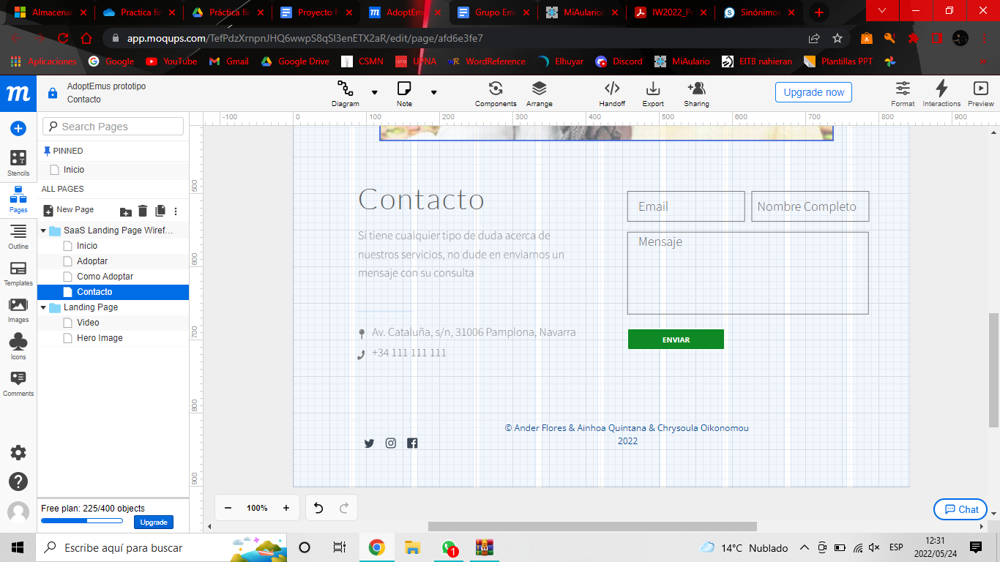 Almacenar
Practica fin
Práctica fin
Proyecto F
AdoptEmu
Grupo Emu
MiAulario
IW2022_Pr
Sinónimos
app.moqups.com/TefPdzXrnpnJHQ6wwpS8qSI3enETX2aR/edit/page/afd6e3fe7
Aplicaciones
Google
YouTube
Gmail
Google Drive
CSMN
UPNA
WordReference
Elhuyar
Discord
MiAulario
EITB nahieran
Plantillas PPT
AdoptEmus prototipo
Contacto
Diagram
Note
Components
Arrange
Handoff
Export
Sharing
Upgrade now
Format
Interactions
Preview
-100 0 100 200 300 400 500 600 700 800 900
Search Pages
PINNED
Inicio
ALL PAGES
New Page
SaaS Landing Page Wiref...
Inicio
Adoptar
Como Adoptar
Contacto
Landing Page
Video
Hero Image
Stencils
Pages
Outline
Templates
Images
Icons
Comments
Free plan: 225/400 objects
Upgrade
500
600
700
800
900
Contacto
Si tiene cualquier tipo de duda acerca de
nuestros servicios, no dude en enviarnos un
mensaje con su consulta
Av. Cataluña, s/n, 31006 Pamplona, Navarra
+34 111 111 111
Email
Nombre Completo
Mensaje
ENVIAR
© Ander Flores & Ainhoa Quintana & Chrysoula Oikonomou
2022
100%
Chat
Escribe aquí para buscar
1
14°C Nublado
ESP
12:31
2022/05/24